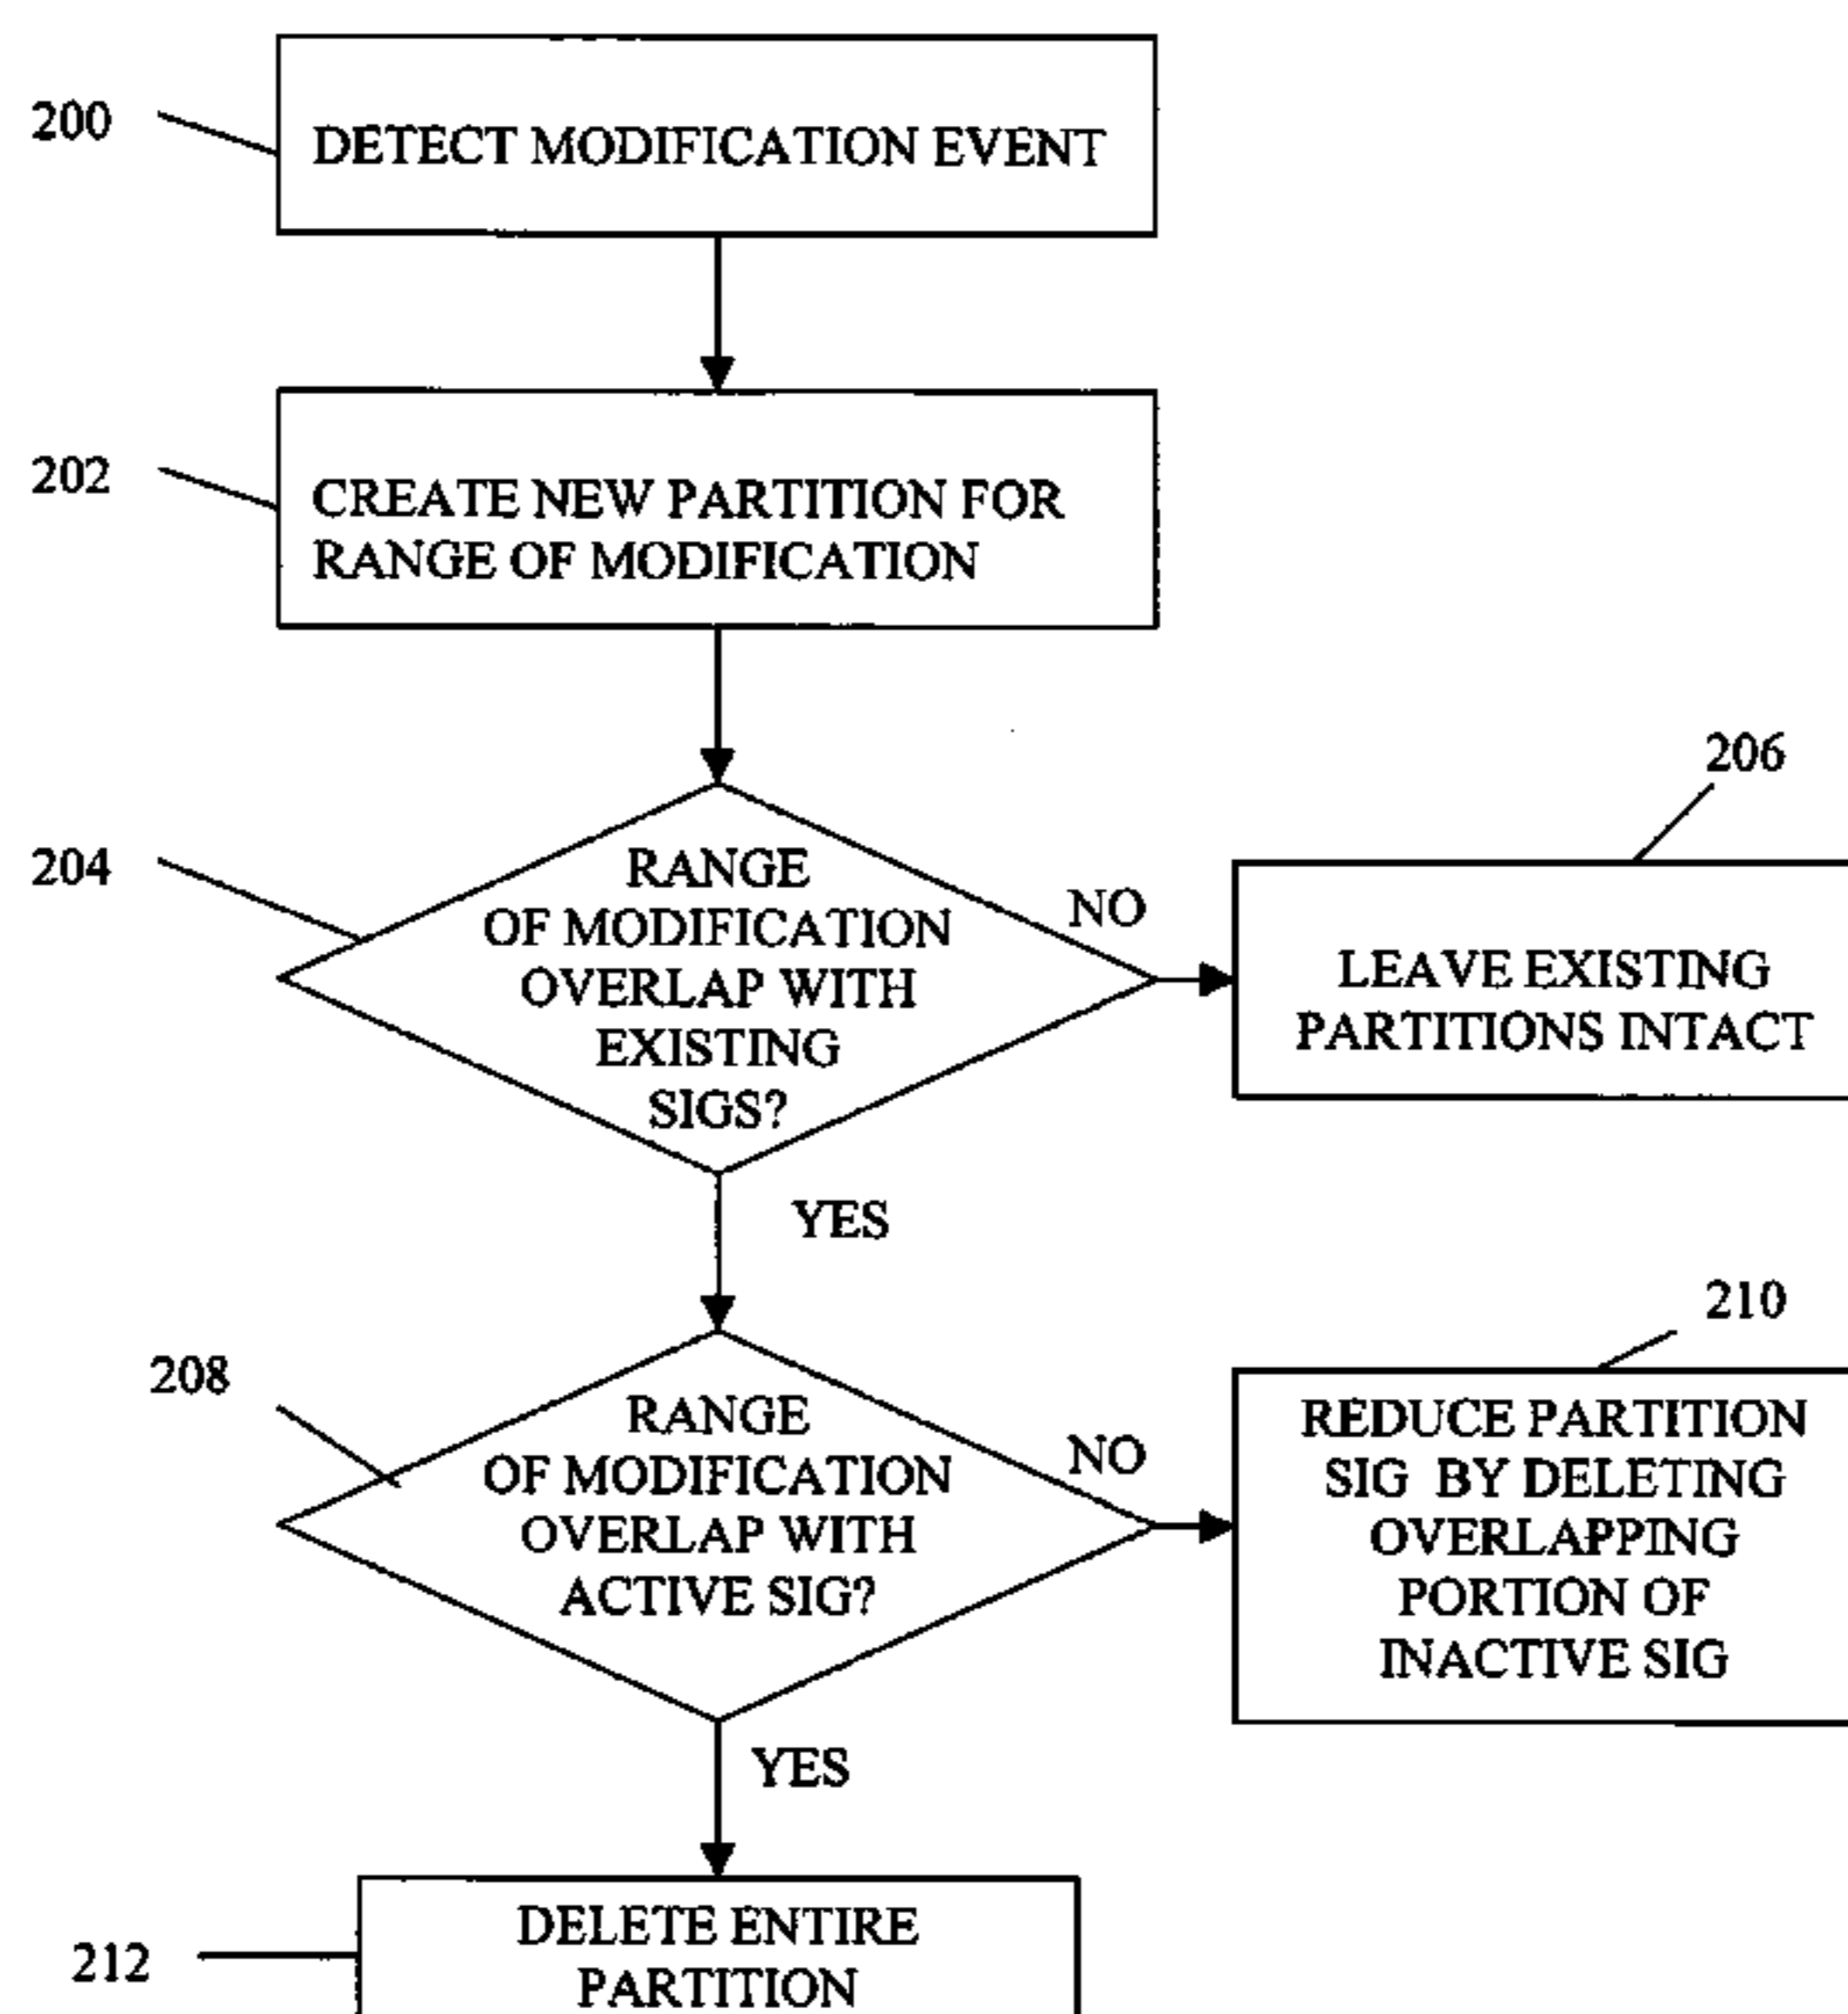 200
DETECT MODIFICATION EVENT
202
CREATE NEW PARTITION FOR
RANGE OF MODIFICATION
204
RANGE
OF MODIFICATION
OVERLAP WITH
EXISTING
SIGS?
NO
206
LEAVE EXISTING
PARTITIONS INTACT
YES
208
RANGE
OF MODIFICATION
OVERLAP WITH
ACTIVE SIG?
NO
210
REDUCE PARTITION
SIG BY DELETING
OVERLAPPING
PORTION OF
INACTIVE SIG
YES
212
DELETE ENTIRE
PARTITION